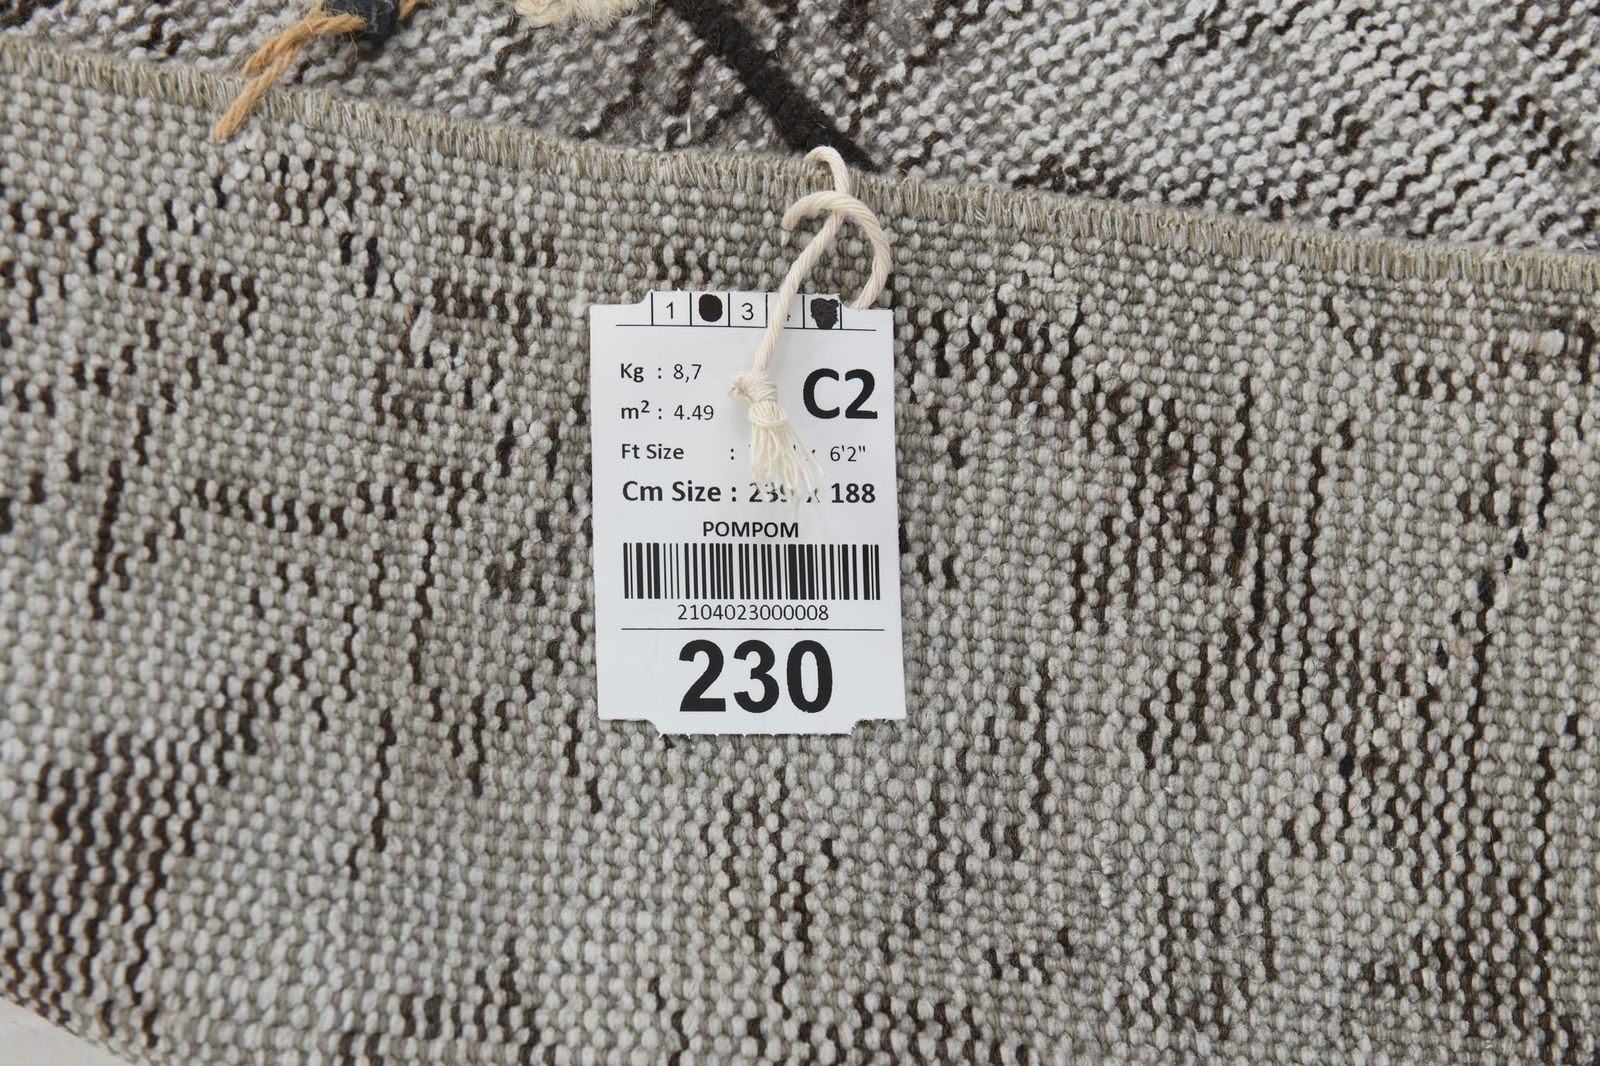 1 3
Kg : 8,7
C2
m² : 4.49
Ft Size : 6'2"
Cm Size : 239 x 188
POMPOM
2104023000008
230